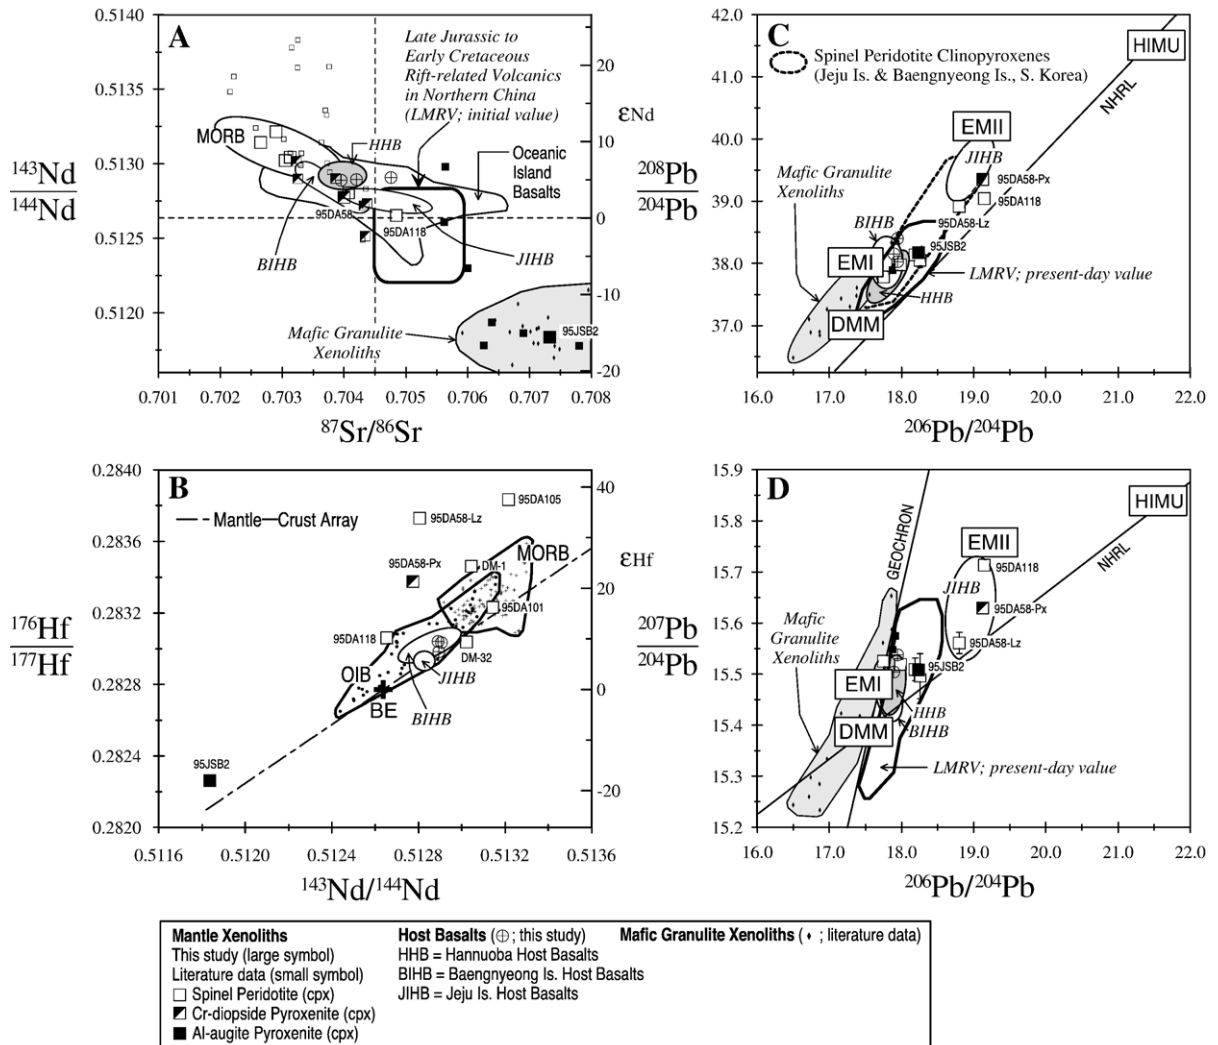 A
0.5140
0.5135
0.5130
0.5125
0.5120
143Nd
144Nd
0.701
0.702
0.703
0.704
0.705
0.706
0.707
0.708
87Sr/86Sr
20
10
0
-10
-20
εNd
Late Jurassic to
Early Cretaceous
Rift-related Volcanics
in Northern China
(LMRV; initial value)
MORB
HHB
Oceanic
Island
Basalts
95DA58
95DA118
BIHB
JIHB
Mafic Granulite
Xenoliths
95JSB2
C
42.0
41.0
40.0
39.0
38.0
37.0
208Pb
204Pb
16.0
17.0
18.0
19.0
20.0
21.0
22.0
206Pb/204Pb
Spinel Peridotite Clinopyroxenes
(Jeju Is. & Baengnyeong Is., S. Korea)
HIMU
NHRL
EMII
JIHB
Mafic Granulite
Xenoliths
95DA58-Px
95DA118
95DA58-Lz
BIHB
95JSB2
EMI
LMRV; present-day value
HHB
DMM
B
0.2840
0.2836
0.2832
0.2828
0.2824
0.2820
176Hf
177Hf
0.5116
0.5120
0.5124
0.5128
0.5132
0.5136
143Nd/144Nd
40
20
0
-20
εHf
Mantle—Crust Array
95DA105
95DA58-Lz
MORB
95DA58-Px
DM-1
95DA101
95DA118
DM-32
OIB
JIHB
BE
BIHB
95JSB2
D
15.9
15.8
15.7
15.6
15.5
15.4
15.3
15.2
207Pb
204Pb
16.0
17.0
18.0
19.0
20.0
21.0
22.0
206Pb/204Pb
GEOCHRON
HIMU
NHRL
EMII
95DA118
JIHB
95DA58-Px
Mafic
Granulite
Xenoliths
95DA58-Lz
95JSB2
EMI
HHB
BIHB
DMM
LMRV; present-day value
Mantle Xenoliths
This study (large symbol)
Literature data (small symbol)
Spinel Peridotite (cpx)
Cr-diopside Pyroxenite (cpx)
Al-augite Pyroxenite (cpx)
Host Basalts (⊕; this study)
HHB = Hannuoba Host Basalts
BIHB = Baengnyeong Is. Host Basalts
JIHB = Jeju Is. Host Basalts
Mafic Granulite Xenoliths (♦; literature data)